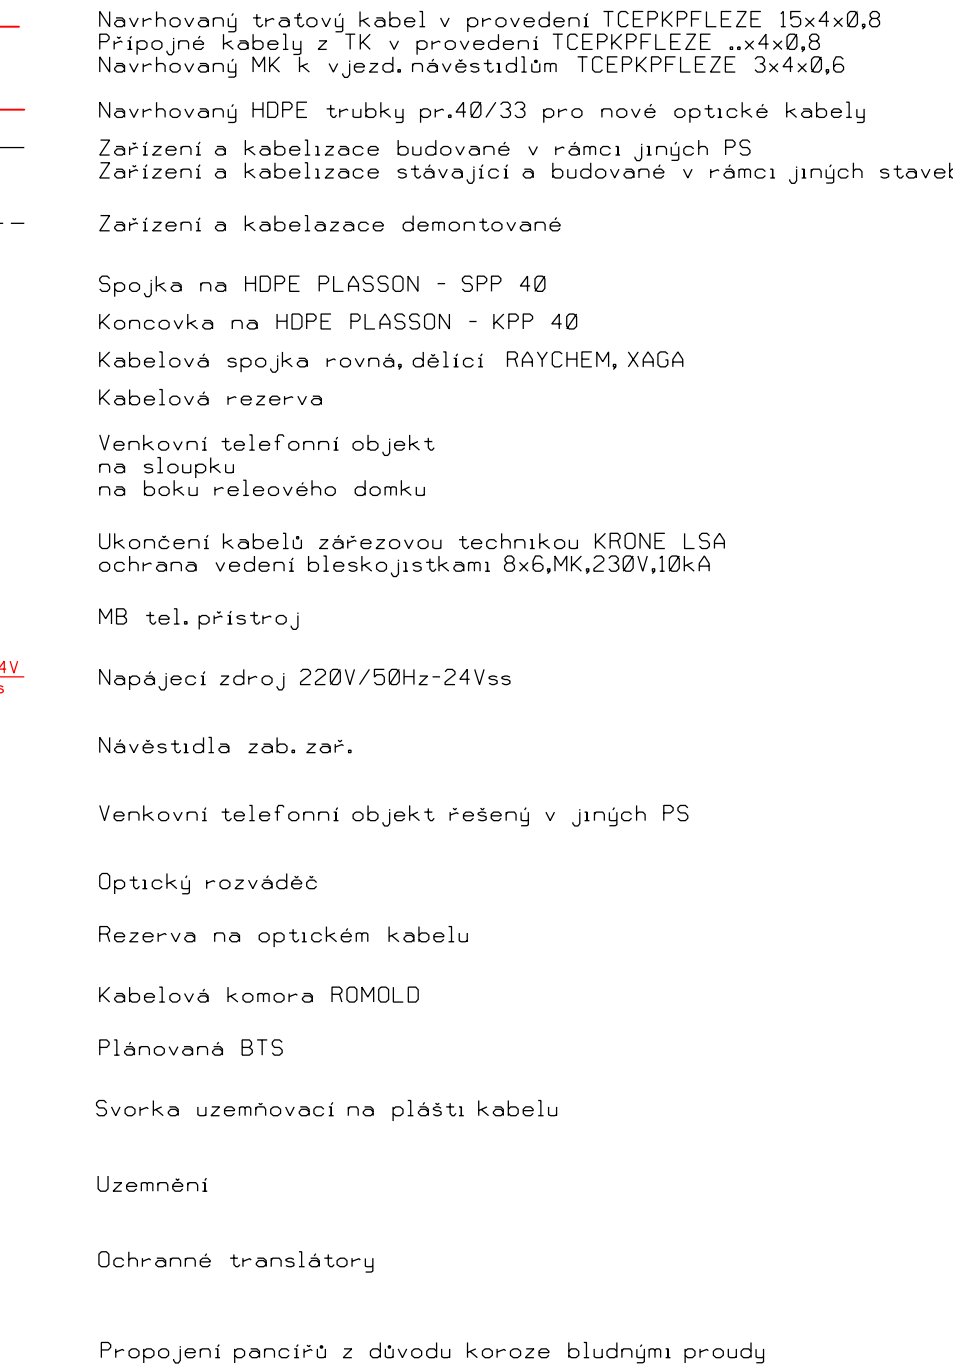 Navrhovaný traťový kabel v provedení TCEPKPFLEZE 15x4x0,8
Přípojné kabely z TK v provedení TCEPKPFLEZE ..x4x0,8
Navrhovaný MK k vjezd. návěstidlům TCEPKPFLEZE 3x4x0,6
Navrhovaný HDPE trubky pr.40/33 pro nové optické kabely
Zařízení a kabelizace budované v rámci jiných PS
Zařízení a kabelizace stávající a budované v rámci jiných staveb
Zařízení a kabelazace demontované
Spojka na HDPE PLASSON - SPP 40
Koncovka na HDPE PLASSON - KPP 40
Kabelová spojka rovná, dělící RAYCHEM, XAGA
Kabelová rezerva
Venkovní telefonní objekt
na sloupku
na boku releového domku
Ukončení kabelů zářezovou technikou KRONE LSA
ochrana vedení bleskojistkami 8x6,MK,230V,10kA
MB tel. přístroj
4V
s
Napájecí zdroj 220V/50Hz-24Vss
Návěstidla zab. zař.
Venkovní telefonní objekt řešený v jiných PS
Optický rozváděč
Rezerva na optickém kabelu
Kabelová komora ROMOLD
Plánovaná BTS
Svorka uzemňovací na plášti kabelu
Uzemnění
Ochranné translátory
Propojení pancířů z důvodu koroze bludnými proudy